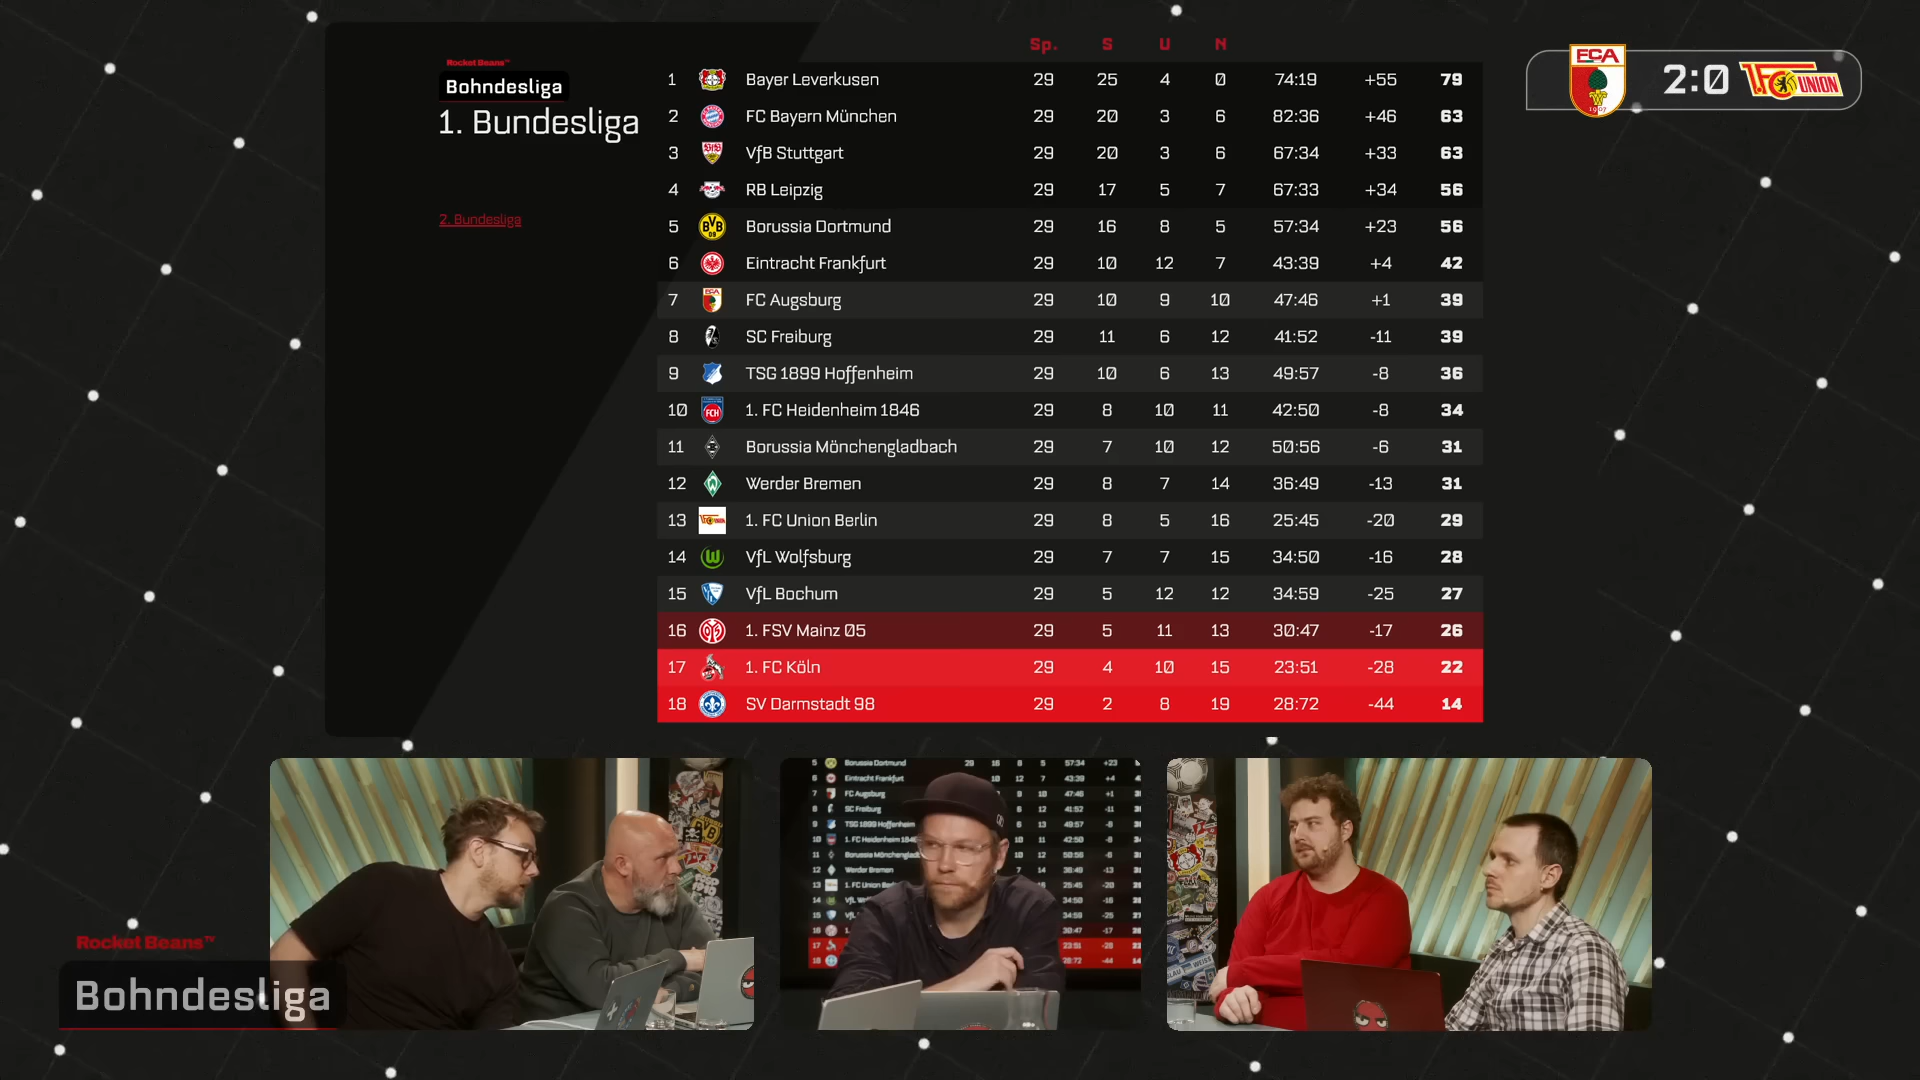 Sp. S U N
Rocket Beans™
Bohndesliga
1. Bundesliga
2. Bundesliga
1 Bayer Leverkusen 29 25 4 0 74:19 +55 79
2 FC Bayern München 29 20 3 6 82:36 +46 63
3 VfB Stuttgart 29 20 3 6 67:34 +33 63
4 RB Leipzig 29 17 5 7 67:33 +34 56
5 Borussia Dortmund 29 16 8 5 57:34 +23 56
6 Eintracht Frankfurt 29 10 12 7 43:39 +4 42
7 FC Augsburg 29 10 9 10 47:46 +1 39
8 SC Freiburg 29 11 6 12 41:52 -11 39
9 TSG 1899 Hoffenheim 29 10 6 13 49:57 -8 36
10 1. FC Heidenheim 1846 29 8 10 11 42:50 -8 34
11 Borussia Mönchengladbach 29 7 10 12 50:56 -6 31
12 Werder Bremen 29 8 7 14 36:49 -13 31
13 1. FC Union Berlin 29 8 5 16 25:45 -20 29
14 VfL Wolfsburg 29 7 7 15 34:50 -16 28
15 VfL Bochum 29 5 12 12 34:59 -25 27
16 1. FSV Mainz 05 29 5 11 13 30:47 -17 26
17 1. FC Köln 29 4 10 15 23:51 -28 22
18 SV Darmstadt 98 29 2 8 19 28:72 -44 14
FCA 1907 2:0 1.FC UNION
Rocket Beans™
Bohndesliga